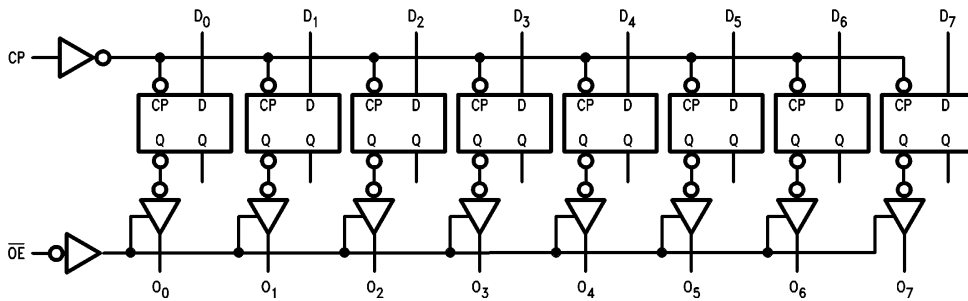 D0 D1 D2 D3 D4 D5 D6 D7
CP
CP D CP D CP D CP D CP D CP D CP D CP D
Q Q Q Q Q Q Q Q Q Q Q Q Q Q Q Q
O̅E̅
O0 O1 O2 O3 O4 O5 O6 O7